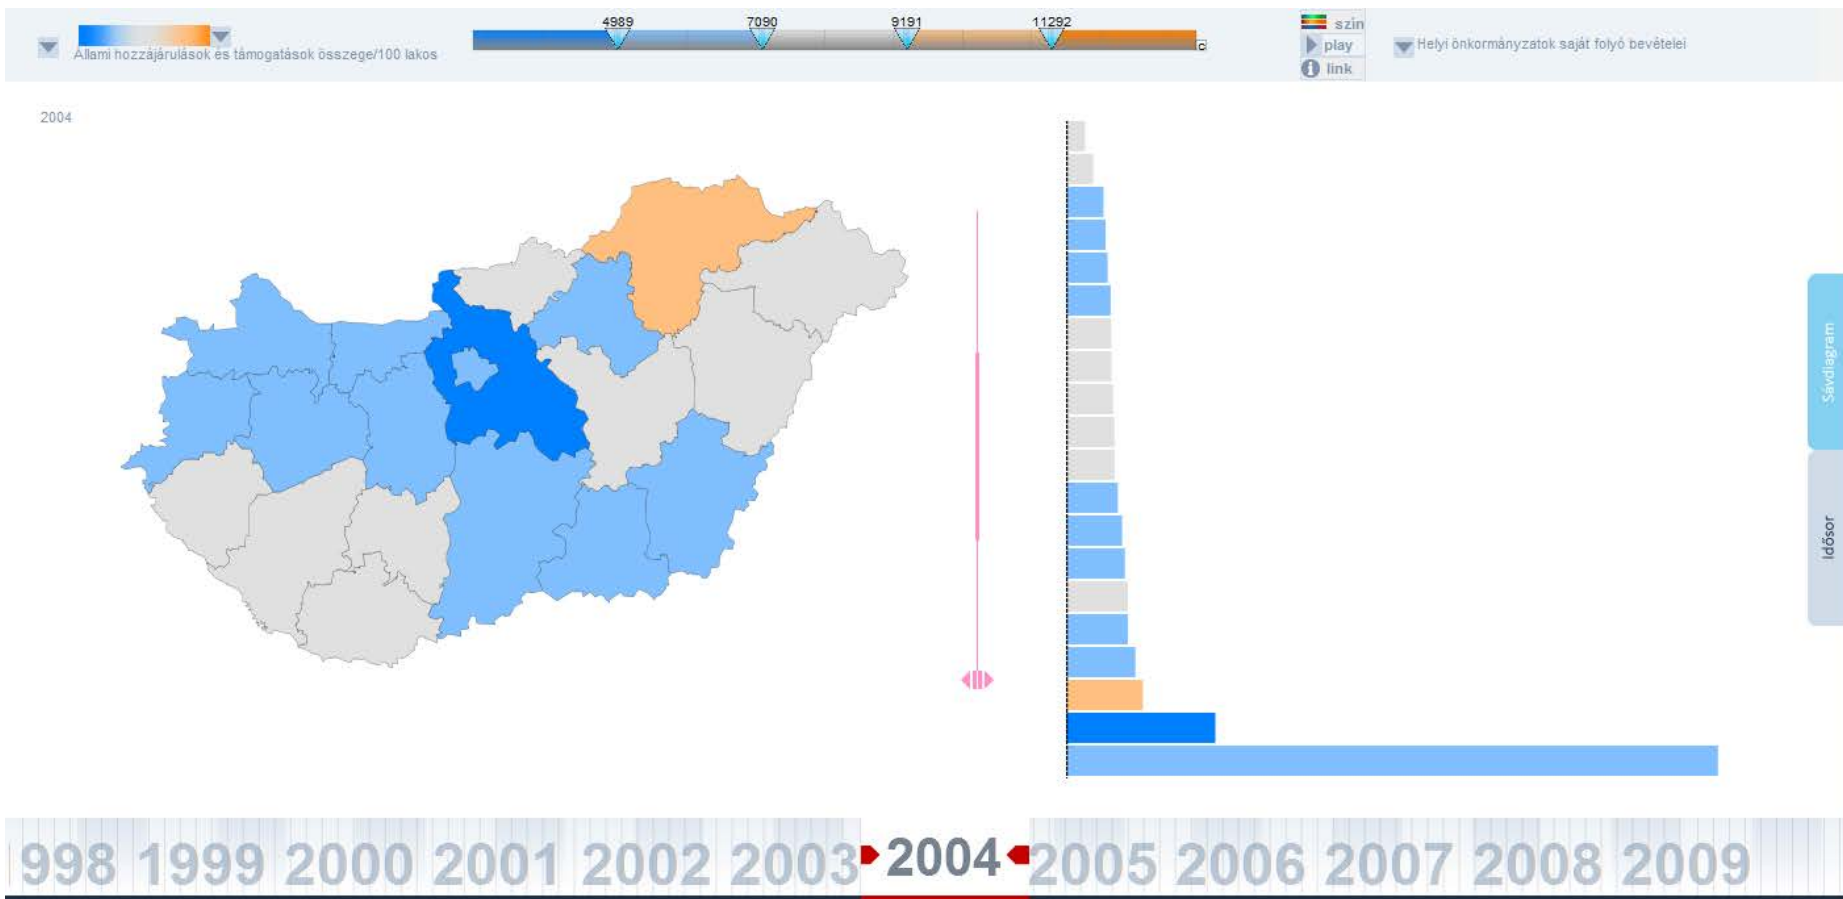 4989 7090 9191 11292
szín
play
link
Állami hozzájárulások és támogatások összege/100 lakos
c
Helyi önkormányzatok saját folyó bevételei
2004
Sávdiagram
Idősor
998 1999 2000 2001 2002 2003 2004 2005 2006 2007 2008 2009